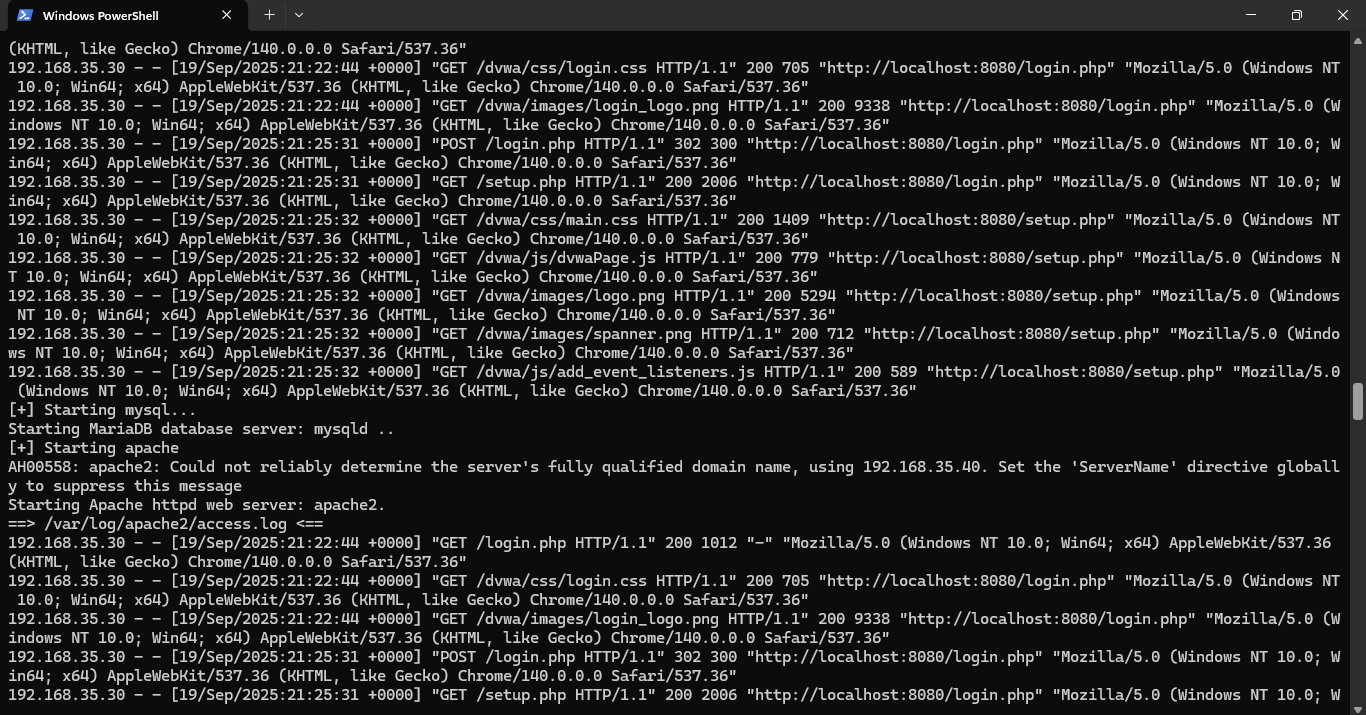 Windows PowerShell
(KHTML, like Gecko) Chrome/140.0.0.0 Safari/537.36"
192.168.35.30 - - [19/Sep/2025:21:22:44 +0000] "GET /dvwa/css/login.css HTTP/1.1" 200 705 "http://localhost:8080/login.php" "Mozilla/5.0 (Windows NT
 10.0; Win64; x64) AppleWebKit/537.36 (KHTML, like Gecko) Chrome/140.0.0.0 Safari/537.36"
192.168.35.30 - - [19/Sep/2025:21:22:44 +0000] "GET /dvwa/images/login_logo.png HTTP/1.1" 200 9338 "http://localhost:8080/login.php" "Mozilla/5.0 (W
indows NT 10.0; Win64; x64) AppleWebKit/537.36 (KHTML, like Gecko) Chrome/140.0.0.0 Safari/537.36"
192.168.35.30 - - [19/Sep/2025:21:25:31 +0000] "POST /login.php HTTP/1.1" 302 300 "http://localhost:8080/login.php" "Mozilla/5.0 (Windows NT 10.0; W
in64; x64) AppleWebKit/537.36 (KHTML, like Gecko) Chrome/140.0.0.0 Safari/537.36"
192.168.35.30 - - [19/Sep/2025:21:25:31 +0000] "GET /setup.php HTTP/1.1" 200 2006 "http://localhost:8080/login.php" "Mozilla/5.0 (Windows NT 10.0; W
in64; x64) AppleWebKit/537.36 (KHTML, like Gecko) Chrome/140.0.0.0 Safari/537.36"
192.168.35.30 - - [19/Sep/2025:21:25:32 +0000] "GET /dvwa/css/main.css HTTP/1.1" 200 1409 "http://localhost:8080/setup.php" "Mozilla/5.0 (Windows NT
 10.0; Win64; x64) AppleWebKit/537.36 (KHTML, like Gecko) Chrome/140.0.0.0 Safari/537.36"
192.168.35.30 - - [19/Sep/2025:21:25:32 +0000] "GET /dvwa/js/dvwaPage.js HTTP/1.1" 200 779 "http://localhost:8080/setup.php" "Mozilla/5.0 (Windows N
T 10.0; Win64; x64) AppleWebKit/537.36 (KHTML, like Gecko) Chrome/140.0.0.0 Safari/537.36"
192.168.35.30 - - [19/Sep/2025:21:25:32 +0000] "GET /dvwa/images/logo.png HTTP/1.1" 200 5294 "http://localhost:8080/setup.php" "Mozilla/5.0 (Windows
 NT 10.0; Win64; x64) AppleWebKit/537.36 (KHTML, like Gecko) Chrome/140.0.0.0 Safari/537.36"
192.168.35.30 - - [19/Sep/2025:21:25:32 +0000] "GET /dvwa/images/spanner.png HTTP/1.1" 200 712 "http://localhost:8080/setup.php" "Mozilla/5.0 (Windo
ws NT 10.0; Win64; x64) AppleWebKit/537.36 (KHTML, like Gecko) Chrome/140.0.0.0 Safari/537.36"
192.168.35.30 - - [19/Sep/2025:21:25:32 +0000] "GET /dvwa/js/add_event_listeners.js HTTP/1.1" 200 589 "http://localhost:8080/setup.php" "Mozilla/5.0
 (Windows NT 10.0; Win64; x64) AppleWebKit/537.36 (KHTML, like Gecko) Chrome/140.0.0.0 Safari/537.36"
[+] Starting mysql...
Starting MariaDB database server: mysqld ..
[+] Starting apache
AH00558: apache2: Could not reliably determine the server's fully qualified domain name, using 192.168.35.40. Set the 'ServerName' directive globall
y to suppress this message
Starting Apache httpd web server: apache2.
==> /var/log/apache2/access.log <==
192.168.35.30 - - [19/Sep/2025:21:22:44 +0000] "GET /login.php HTTP/1.1" 200 1012 "-" "Mozilla/5.0 (Windows NT 10.0; Win64; x64) AppleWebKit/537.36
(KHTML, like Gecko) Chrome/140.0.0.0 Safari/537.36"
192.168.35.30 - - [19/Sep/2025:21:22:44 +0000] "GET /dvwa/css/login.css HTTP/1.1" 200 705 "http://localhost:8080/login.php" "Mozilla/5.0 (Windows NT
 10.0; Win64; x64) AppleWebKit/537.36 (KHTML, like Gecko) Chrome/140.0.0.0 Safari/537.36"
192.168.35.30 - - [19/Sep/2025:21:22:44 +0000] "GET /dvwa/images/login_logo.png HTTP/1.1" 200 9338 "http://localhost:8080/login.php" "Mozilla/5.0 (W
indows NT 10.0; Win64; x64) AppleWebKit/537.36 (KHTML, like Gecko) Chrome/140.0.0.0 Safari/537.36"
192.168.35.30 - - [19/Sep/2025:21:25:31 +0000] "POST /login.php HTTP/1.1" 302 300 "http://localhost:8080/login.php" "Mozilla/5.0 (Windows NT 10.0; W
in64; x64) AppleWebKit/537.36 (KHTML, like Gecko) Chrome/140.0.0.0 Safari/537.36"
192.168.35.30 - - [19/Sep/2025:21:25:31 +0000] "GET /setup.php HTTP/1.1" 200 2006 "http://localhost:8080/login.php" "Mozilla/5.0 (Windows NT 10.0; W